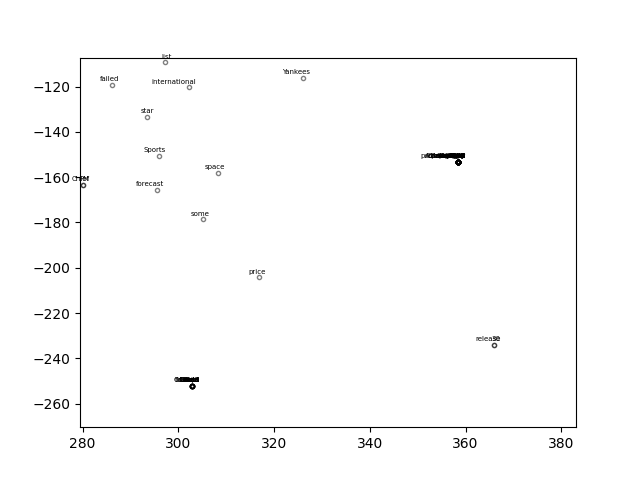 list
failed
international
Yankees
star
Sports
space
forecast
some
price
release
−120
−140
−160
−180
−200
−220
−240
−260
280
300
320
340
360
380